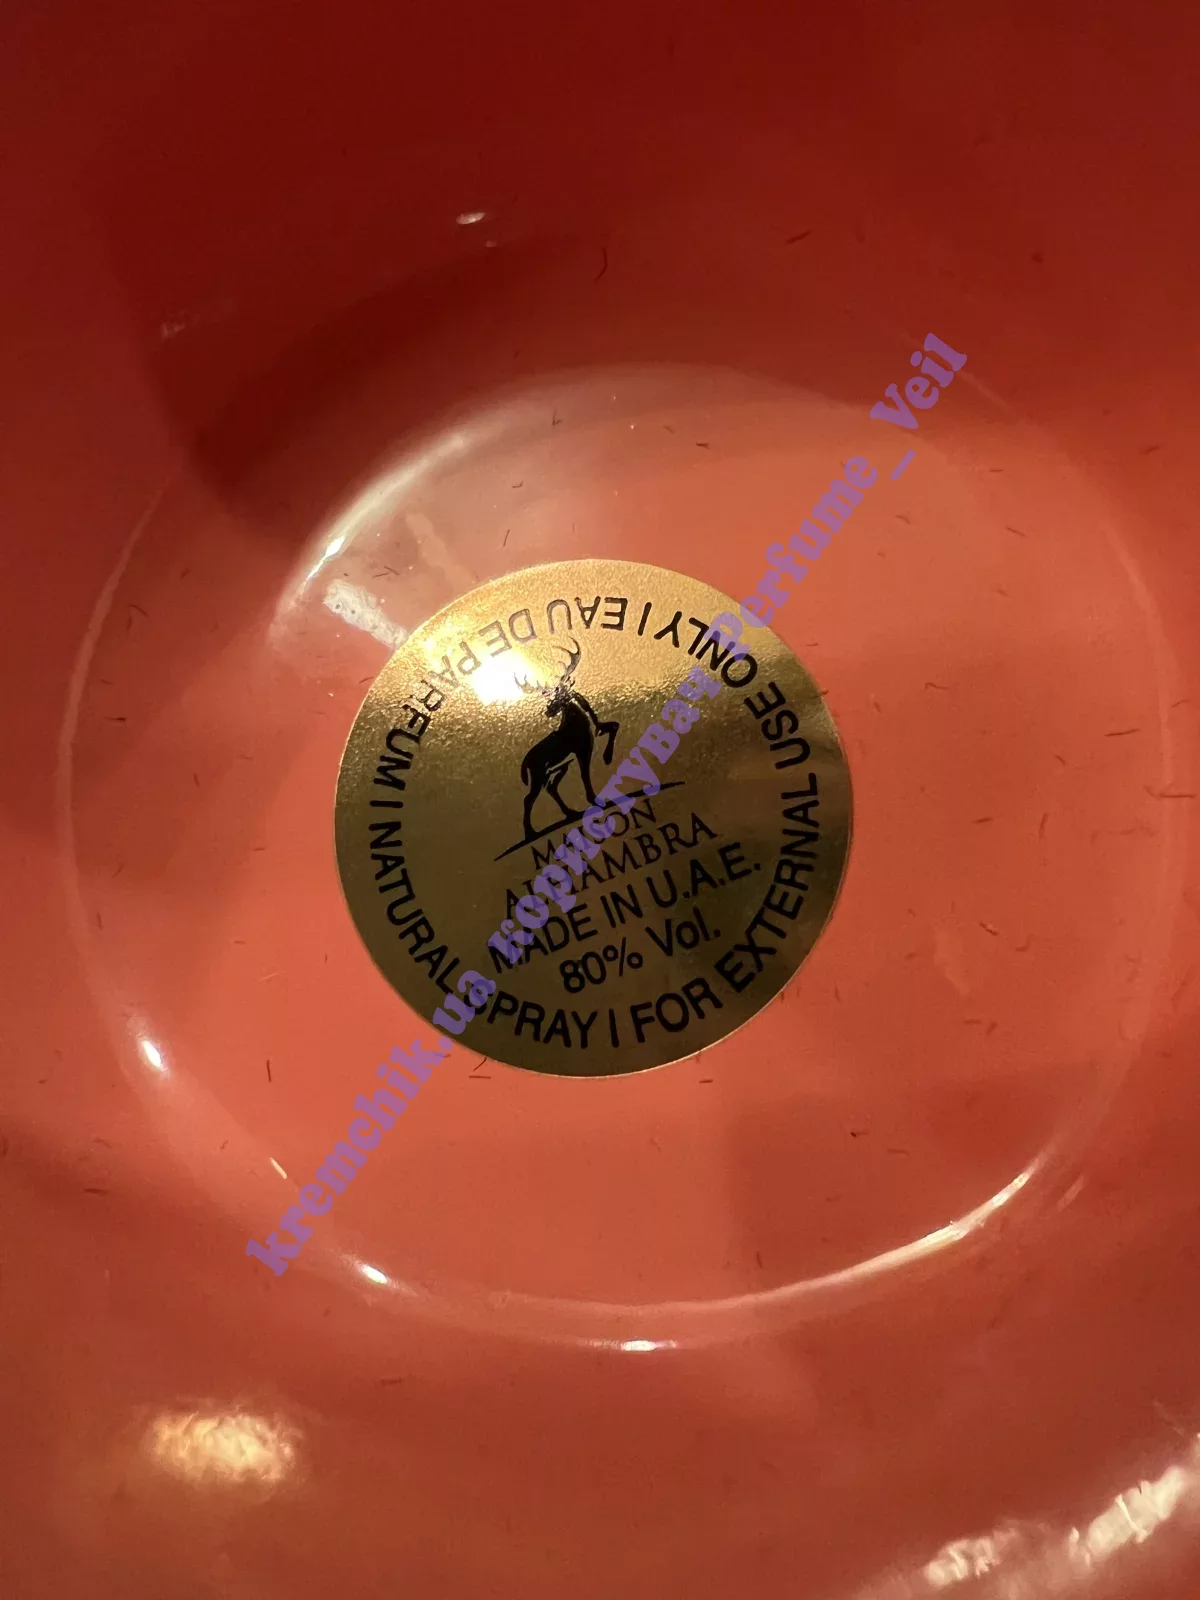 EAU DE PARFUM | NATURAL SPRAY | FOR EXTERNAL USE ONLY |
MAISON
ALHAMBRA
MADE IN U.A.E.
80% Vol.
kremchik.ua користувач Perfume_Veil